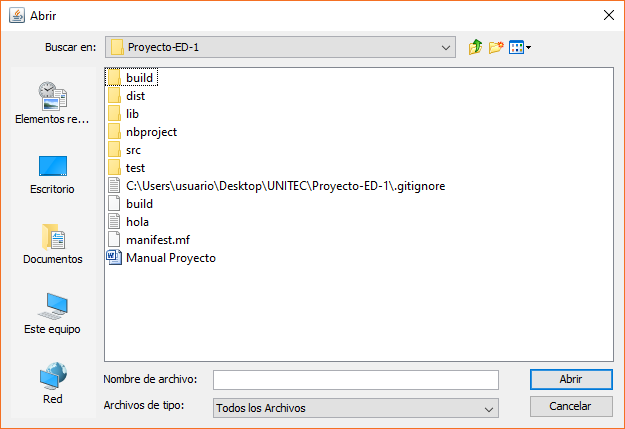 Abrir
Buscar en:
Proyecto-ED-1
Elementos re...
Escritorio
Documentos
Este equipo
Red
build
dist
lib
nbproject
src
test
C:\Users\usuario\Desktop\UNITEC\Proyecto-ED-1\.gitignore
build
hola
manifest.mf
Manual Proyecto
Nombre de archivo:
Abrir
Archivos de tipo:
Todos los Archivos
Cancelar